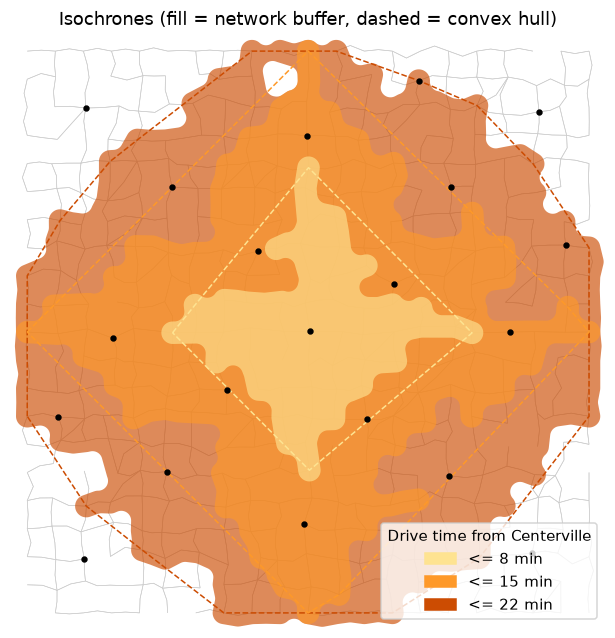 Isochrones (fill = network buffer, dashed = convex hull)
Drive time from Centerville
<= 8 min
<= 15 min
<= 22 min